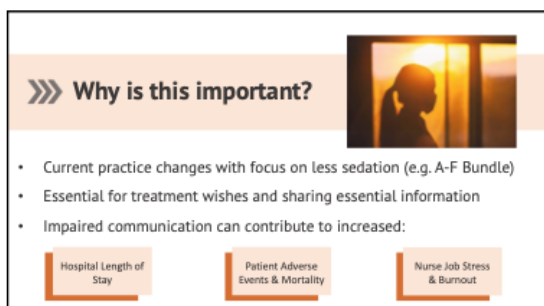 Why is this important?
• Current practice changes with focus on less sedation (e.g. A-F Bundle)
• Essential for treatment wishes and sharing essential information
• Impaired communication can contribute to increased:
Hospital Length of
Stay
Patient Adverse
Events & Mortality
Nurse Job Stress
& Burnout